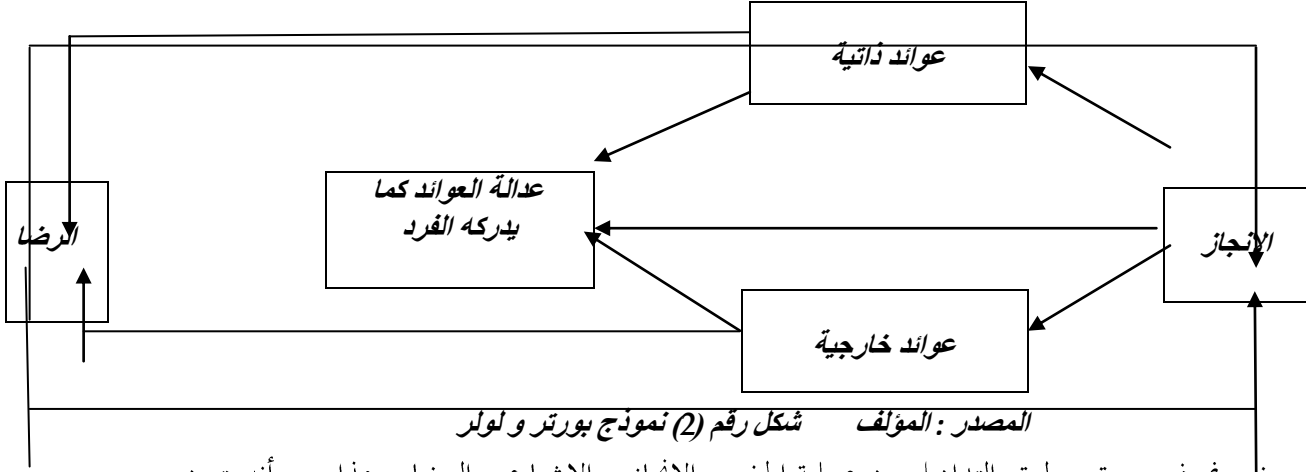 عوائد ذاتية
عدالة العوائد كما
يدركه الفرد
الرضا
الانجاز
عوائد خارجية
المصدر : المؤلف شكل رقم (2) نموذج بورتر و لولر